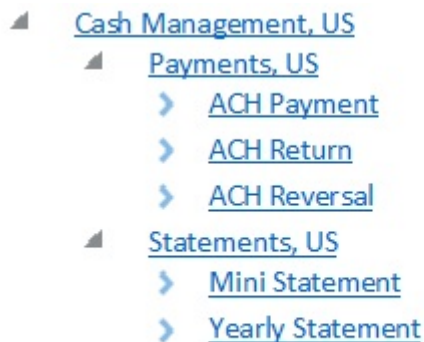 Cash Management, US
Payments, US
ACH Payment
ACH Return
ACH Reversal
Statements, US
Mini Statement
Yearly Statement